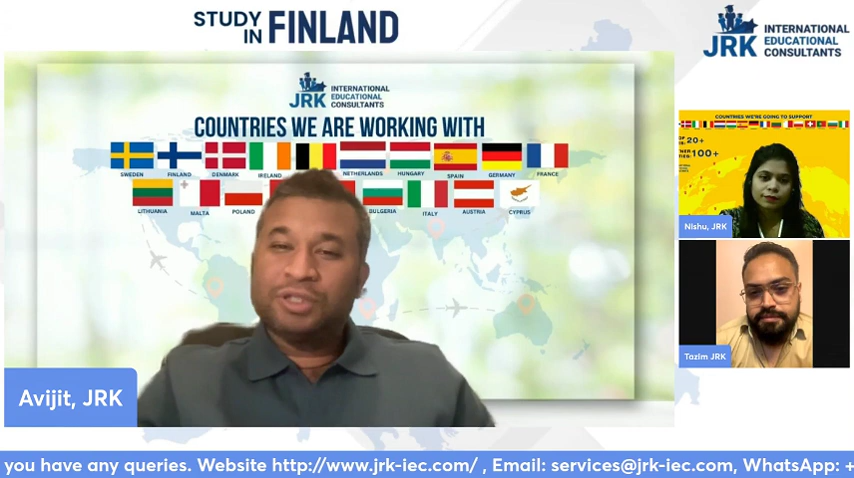 STUDY
IN FINLAND
JRK INTERNATIONAL
EDUCATIONAL
CONSULTANTS
JRK INTERNATIONAL
EDUCATIONAL
CONSULTANTS
COUNTRIES WE ARE WORKING WITH
SWEDEN FINLAND DENMARK IRELAND NETHERLANDS HUNGARY SPAIN GERMANY FRANCE
LITHUANIA MALTA POLAND BULGERIA ITALY AUSTRIA CYPRUS
Avijit, JRK
COUNTRIES WE'RE GOING TO SUPPORT
20+
100+
Nishu, JRK
Tazim JRK
you have any queries. Website http://www.jrk-iec.com/ , Email: services@jrk-iec.com, WhatsApp: +